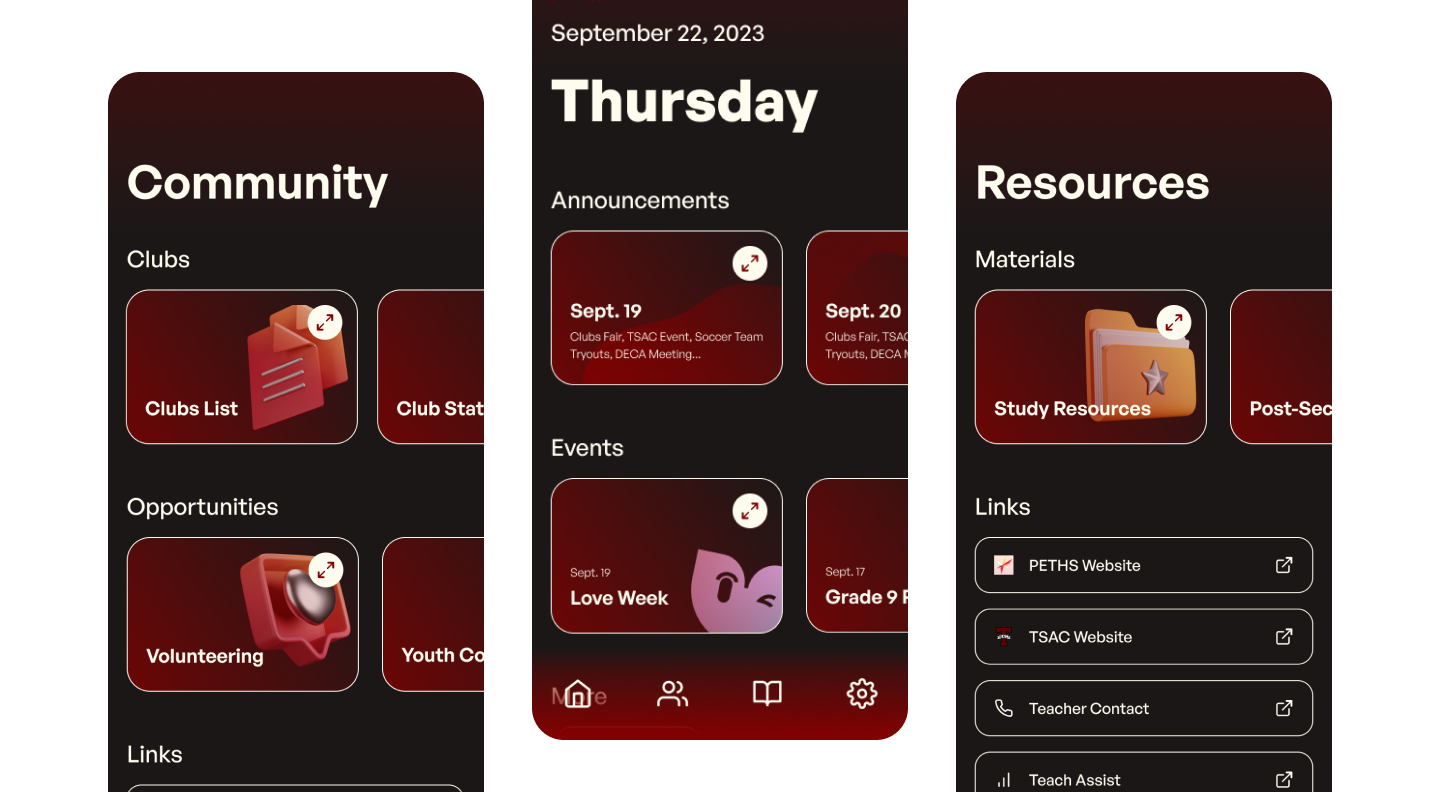 Community
Clubs
Clubs List
Club Stat
Opportunities
Volunteering
Youth Co
Links
September 22, 2023
Thursday
Announcements
Sept. 19
Clubs Fair, TSAC Event, Soccer Team
Tryouts, DECA Meeting...
Sept. 20
Clubs Fair, TSAC
Tryouts, DECA M
Events
Sept. 19
Love Week
Sept. 17
Grade 9 P
More
Resources
Materials
Study Resources
Post-Sec
Links
PETHS Website
TSAC Website
Teacher Contact
Teach Assist